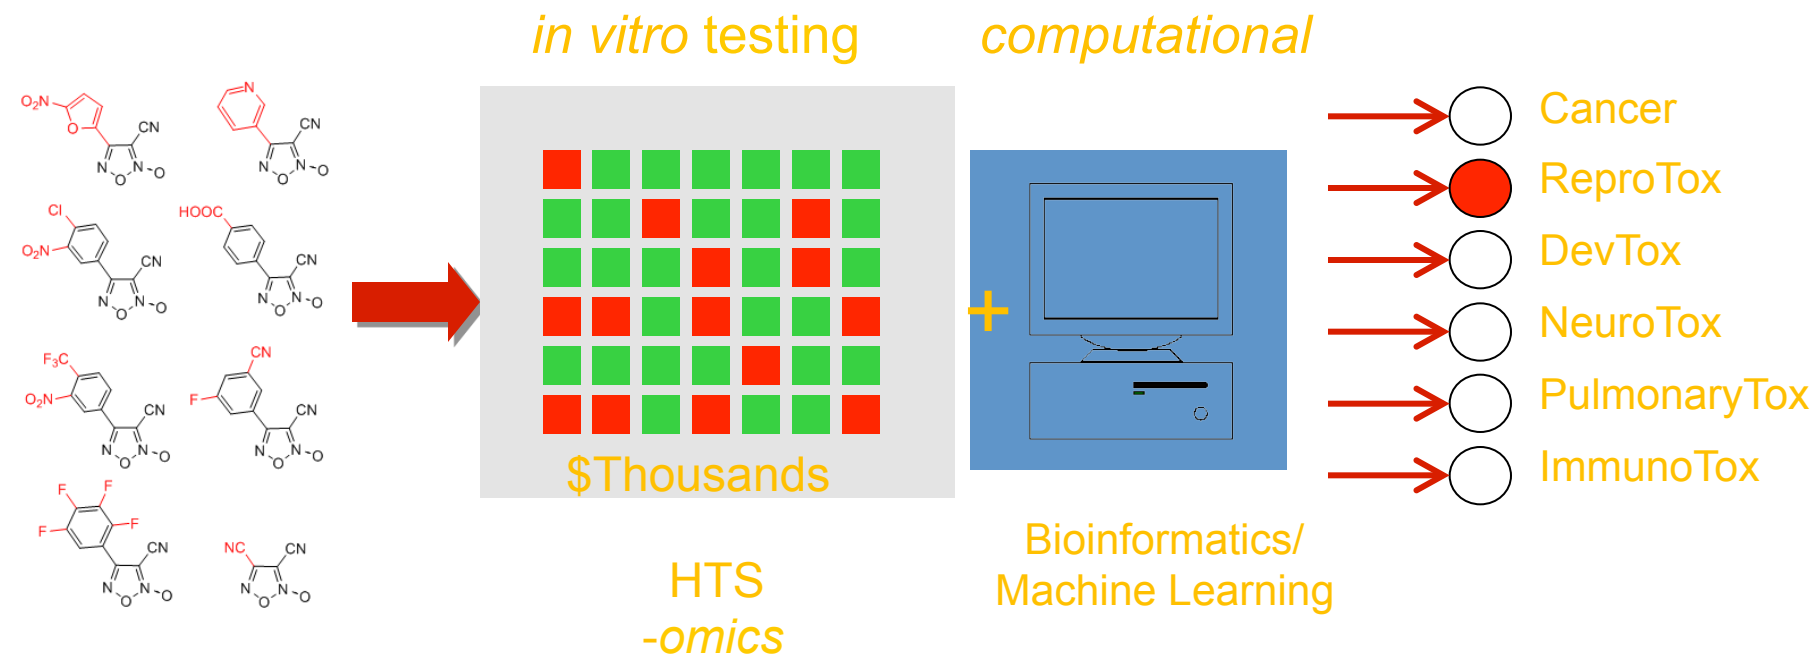 in vitro testing
computational
O₂N
O
CN
N
O
N
O
N
CN
N
O
N
O
Cl
O₂N
CN
N
O
N
O
HOOC
CN
N
O
N
O
F₃C
O₂N
CN
N
O
N
O
CN
F
CN
N
O
N
O
F
F
F
F
CN
N
O
N
O
NC
CN
N
O
N
O
$Thousands
HTS
-omics
+
Bioinformatics/
Machine Learning
Cancer
ReproTox
DevTox
NeuroTox
PulmonaryTox
ImmunoTox